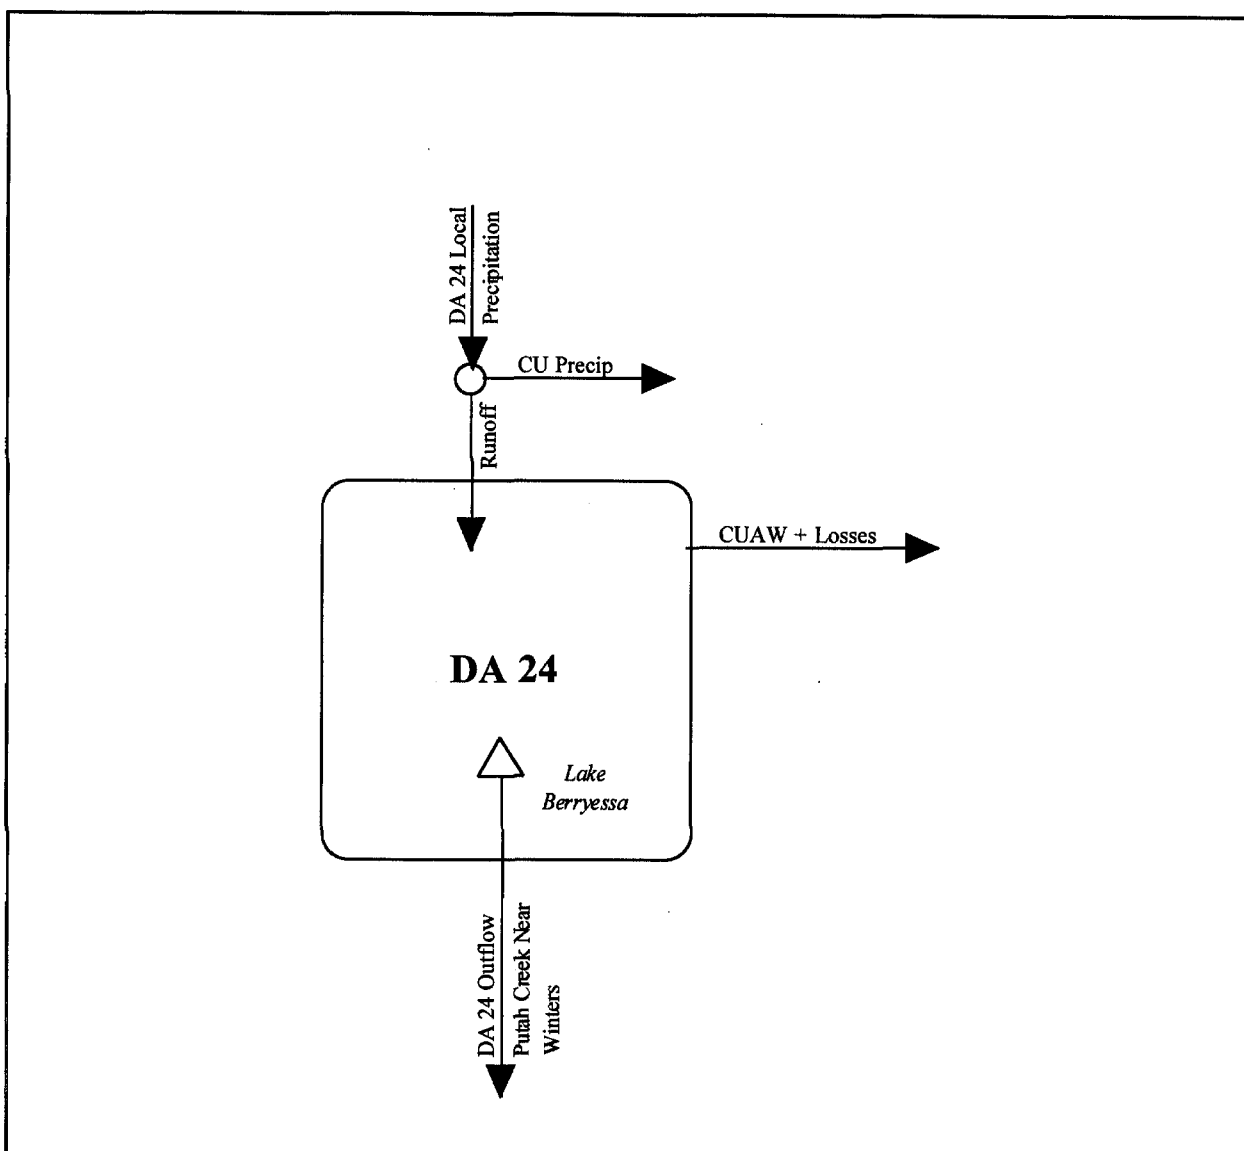 DA 24 Local
Precipitation
CU Precip
Runoff
CUAW + Losses
DA 24
Lake
Berryessa
DA 24 Outflow
Putah Creek Near
Winters